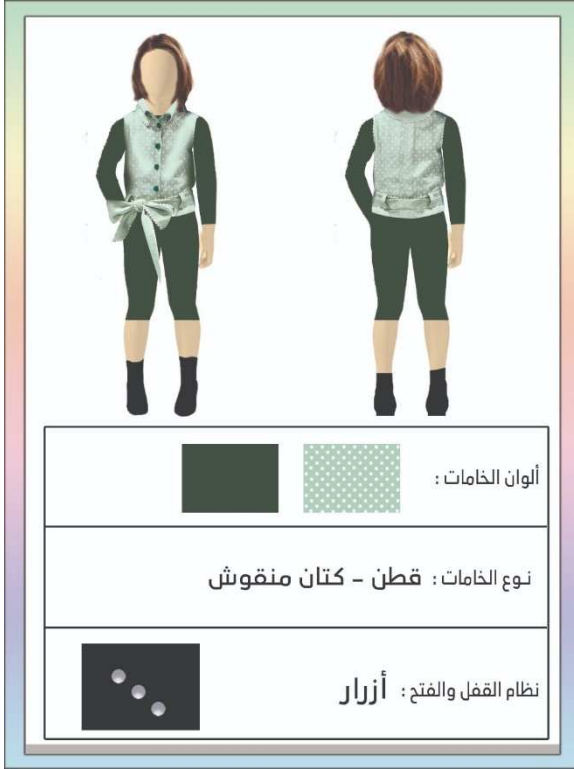 ألوان الخامات :
نوع الخامات : قطن - كتان منقوش
نظام القفل والفتح : أزرار